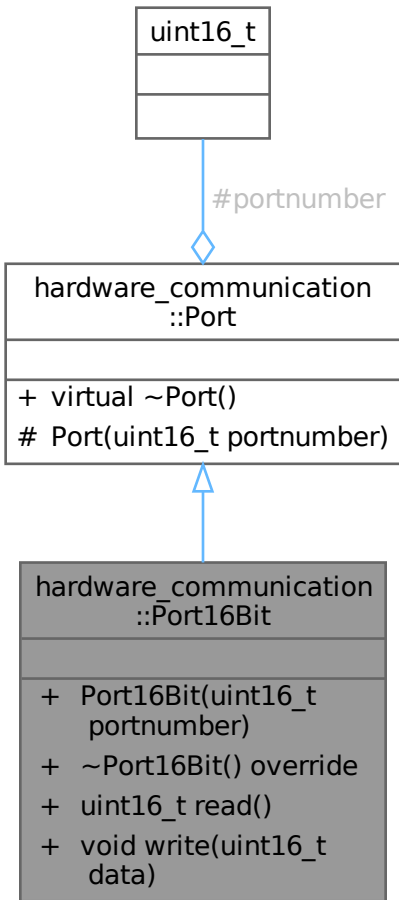 uint16_t
#portnumber
hardware_communication
::Port
+ virtual ~Port()
# Port(uint16_t portnumber)
hardware_communication
::Port16Bit
+ Port16Bit(uint16_t
portnumber)
+ ~Port16Bit() override
+ uint16_t read()
+ void write(uint16_t
data)